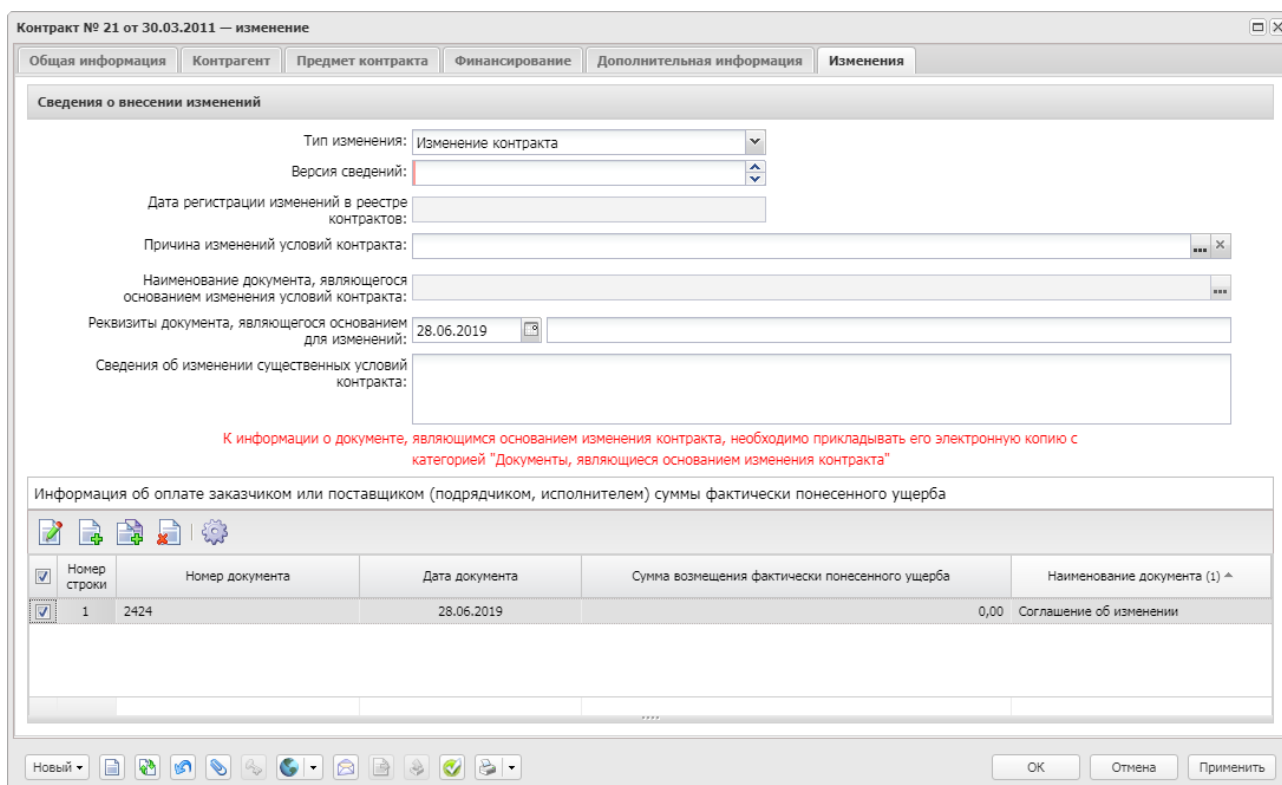 Контракт № 21 от 30.03.2011 — изменение
Общая информация Контрагент Предмет контракта Финансирование Дополнительная информация Изменения
Сведения о внесении изменений
Тип изменения: Изменение контракта
Версия сведений:
Дата регистрации изменений в реестре
контрактов:
Причина изменений условий контракта:
Наименование документа, являющегося
основанием изменения условий контракта:
Реквизиты документа, являющегося основанием
для изменений: 28.06.2019
Сведения об изменении существенных условий
контракта:
К информации о документе, являющимся основанием изменения контракта, необходимо прикладывать его электронную копию с
категорией "Документы, являющиеся основанием изменения контракта"
Информация об оплате заказчиком или поставщиком (подрядчиком, исполнителем) суммы фактически понесенного ущерба
Номер
строки
Номер документа Дата документа Сумма возмещения фактически понесенного ущерба Наименование документа (1)
1 2424 28.06.2019 0,00 Соглашение об изменении
Новый ОК Отмена Применить